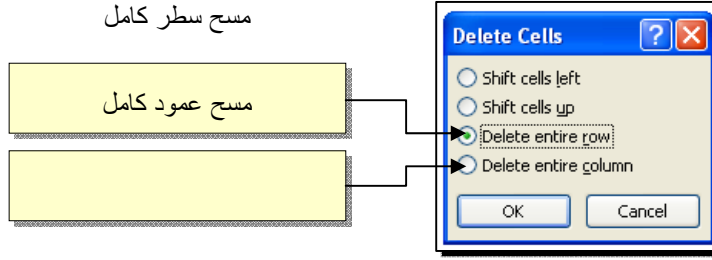 مسح سطر كامل
مسح عمود كامل
Delete Cells
Shift cells left
Shift cells up
Delete entire row
Delete entire column
OK
Cancel